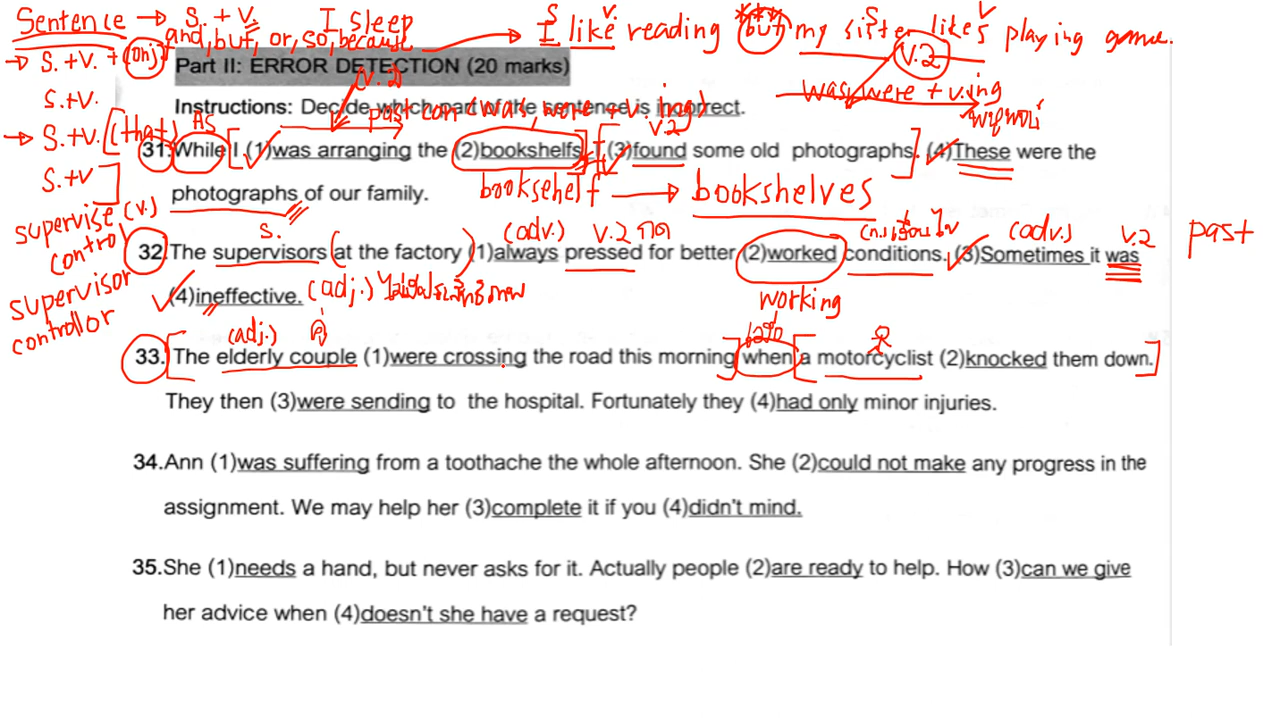 Sentence → S. + V. I sleep
S V. *** S V
and, but, or, so, because → I like reading but my sister likes playing game.
→ S. +V. + Conj V.2
Part II: ERROR DETECTION (20 marks)
(V.2)
S.+V. was, were + v.ing
Instructions: Decide which part of the sentence is incorrect.
past con (was, were + v. ing)
→ S. +V. (that) As V.2
31.While I (1)was arranging the (2)bookshelfs, I (3)found some old photographs. (4)These were the
S. +V
photographs of our family. bookshelf → bookshelves
supervise (v.)
control
S. (adv.) V.2 (adv.) V.2 past
32.The supervisors at the factory (1)always pressed for better (2)worked conditions. (3)Sometimes it was
supervisor
controllor
(4)ineffective. (adj.) working
(adj.)
33. The elderly couple (1)were crossing the road this morning when a motorcyclist (2)knocked them down.
They then (3)were sending to the hospital. Fortunately they (4)had only minor injuries.
34.Ann (1)was suffering from a toothache the whole afternoon. She (2)could not make any progress in the
assignment. We may help her (3)complete it if you (4)didn't mind.
35.She (1)needs a hand, but never asks for it. Actually people (2)are ready to help. How (3)can we give
her advice when (4)doesn't she have a request?